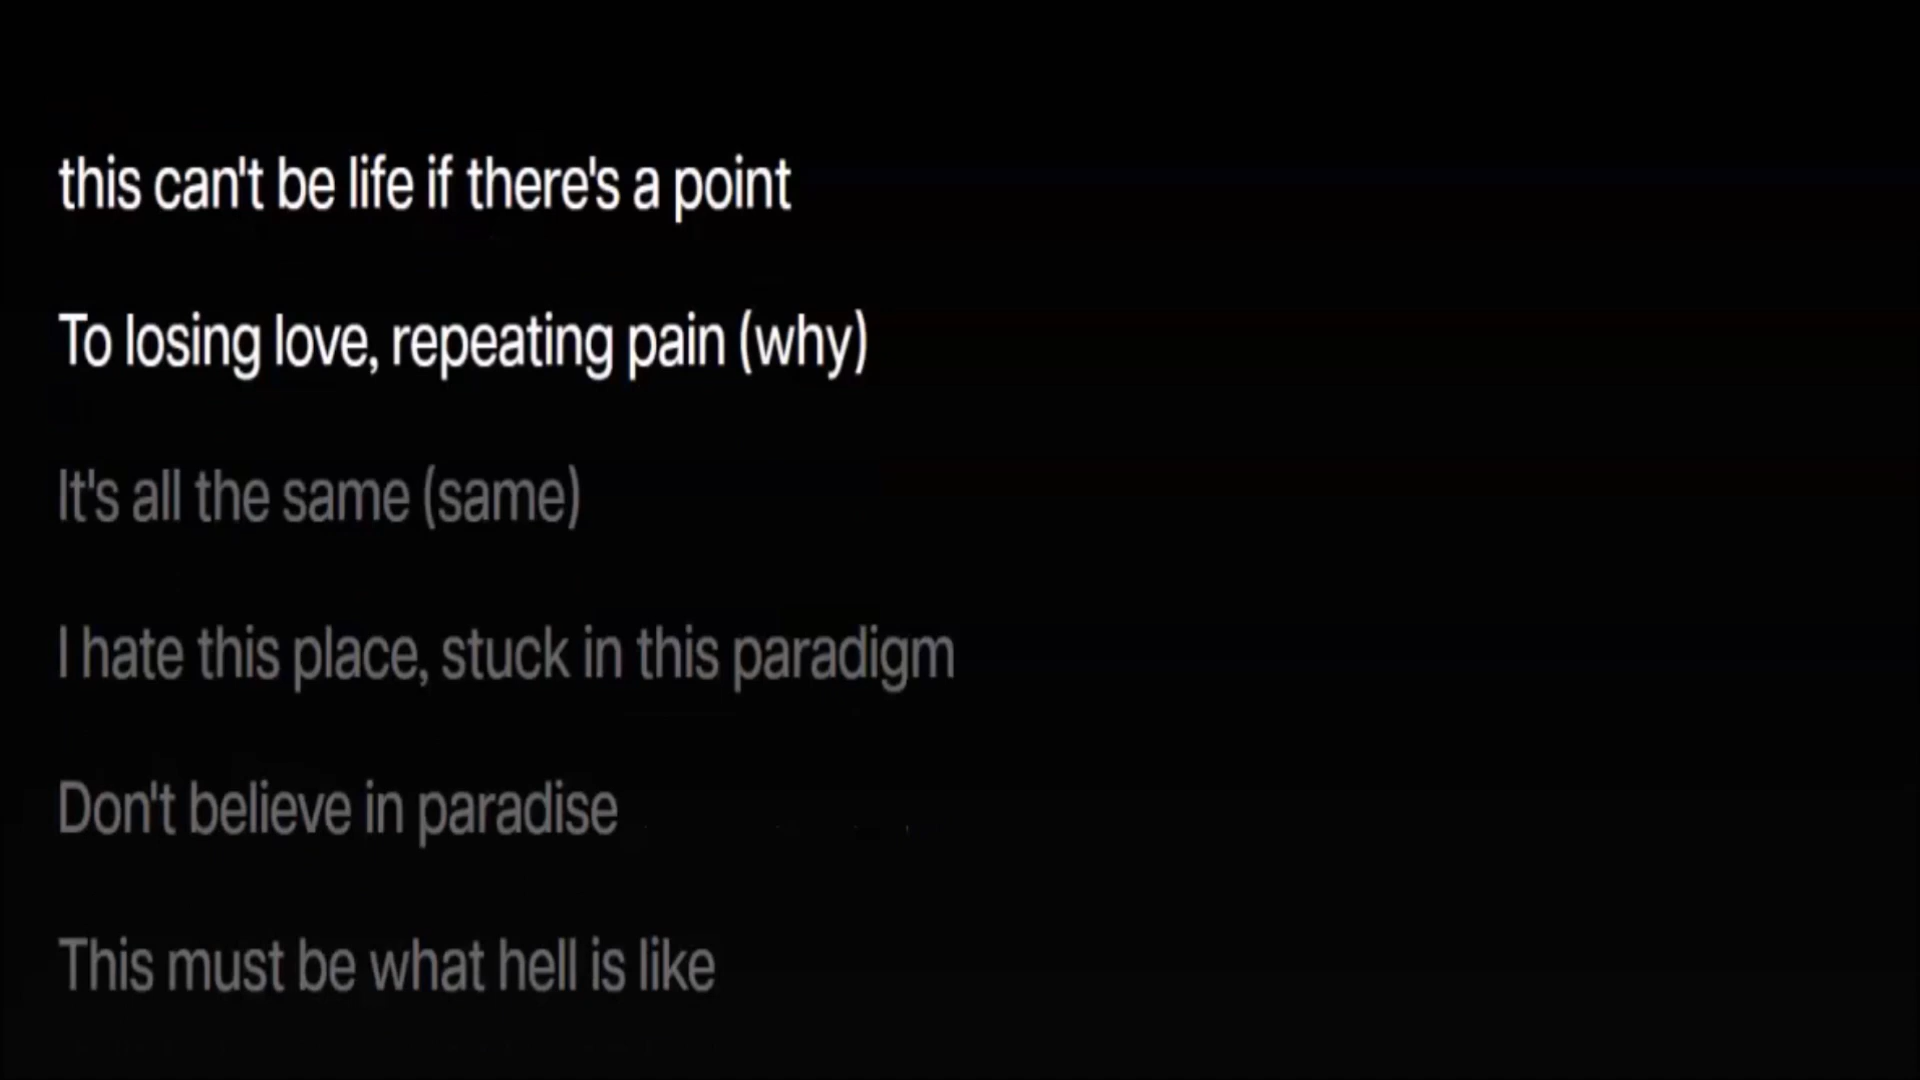 this can't be life if there's a point
To losing love, repeating pain (why)
It's all the same (same)
I hate this place, stuck in this paradigm
Don't believe in paradise
This must be what hell is like